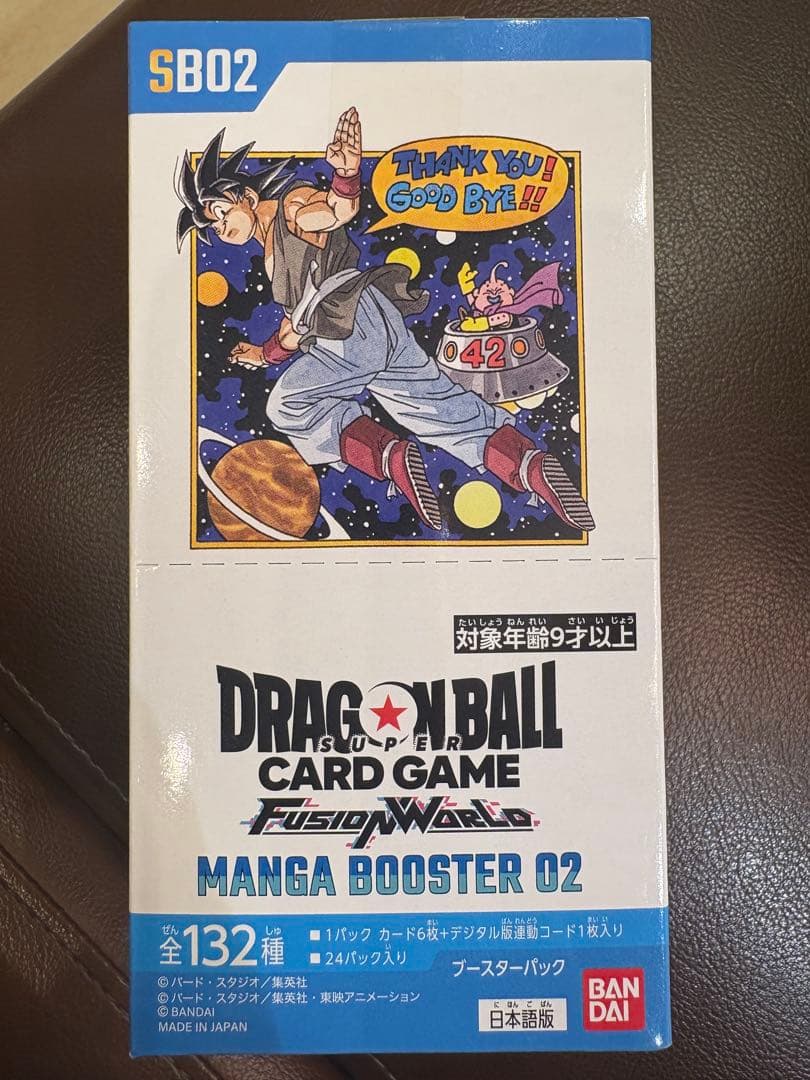 SB02
THANK YOU!
GOOD BYE!!
42
たいしょうねんれい さいいじょう
対象年齢9才以上
DRAGON BALL
SUPER
CARD GAME
FUSION WORLD
MANGA BOOSTER 02
ぜん しゅ
全132種
まい ばんれんどう まいい
■1パック カード6枚+デジタル版連動コード1枚入り
い
■24パック入り
ブースターパック
©バード・スタジオ/集英社
©バード・スタジオ/集英社・東映アニメーション
©BANDAI
MADE IN JAPAN
にほんごばん
日本語版
BAN
DAI